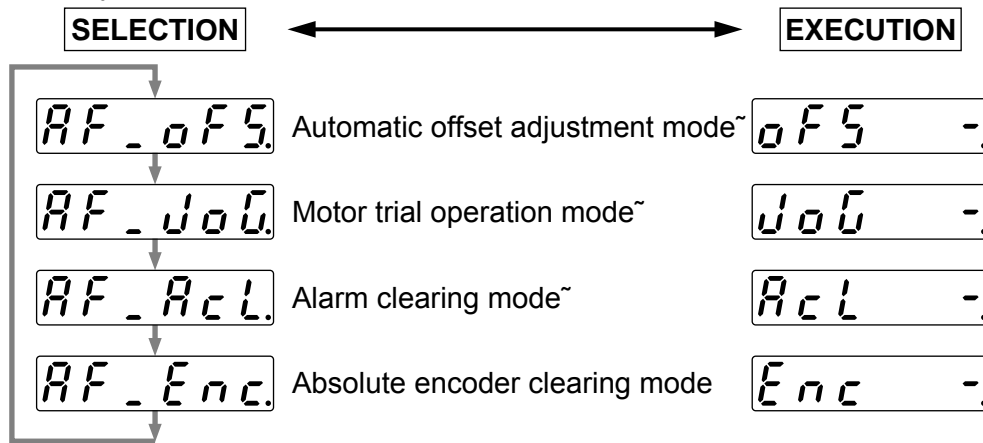 SELECTION EXECUTION
AF_oFS. Automatic offset adjustment mode˜ oFS -.
AF_JoG. Motor trial operation mode˜ JoG -.
AF_AcL. Alarm clearing mode˜ AcL -.
AF_Enc. Absolute encoder clearing mode Enc -.